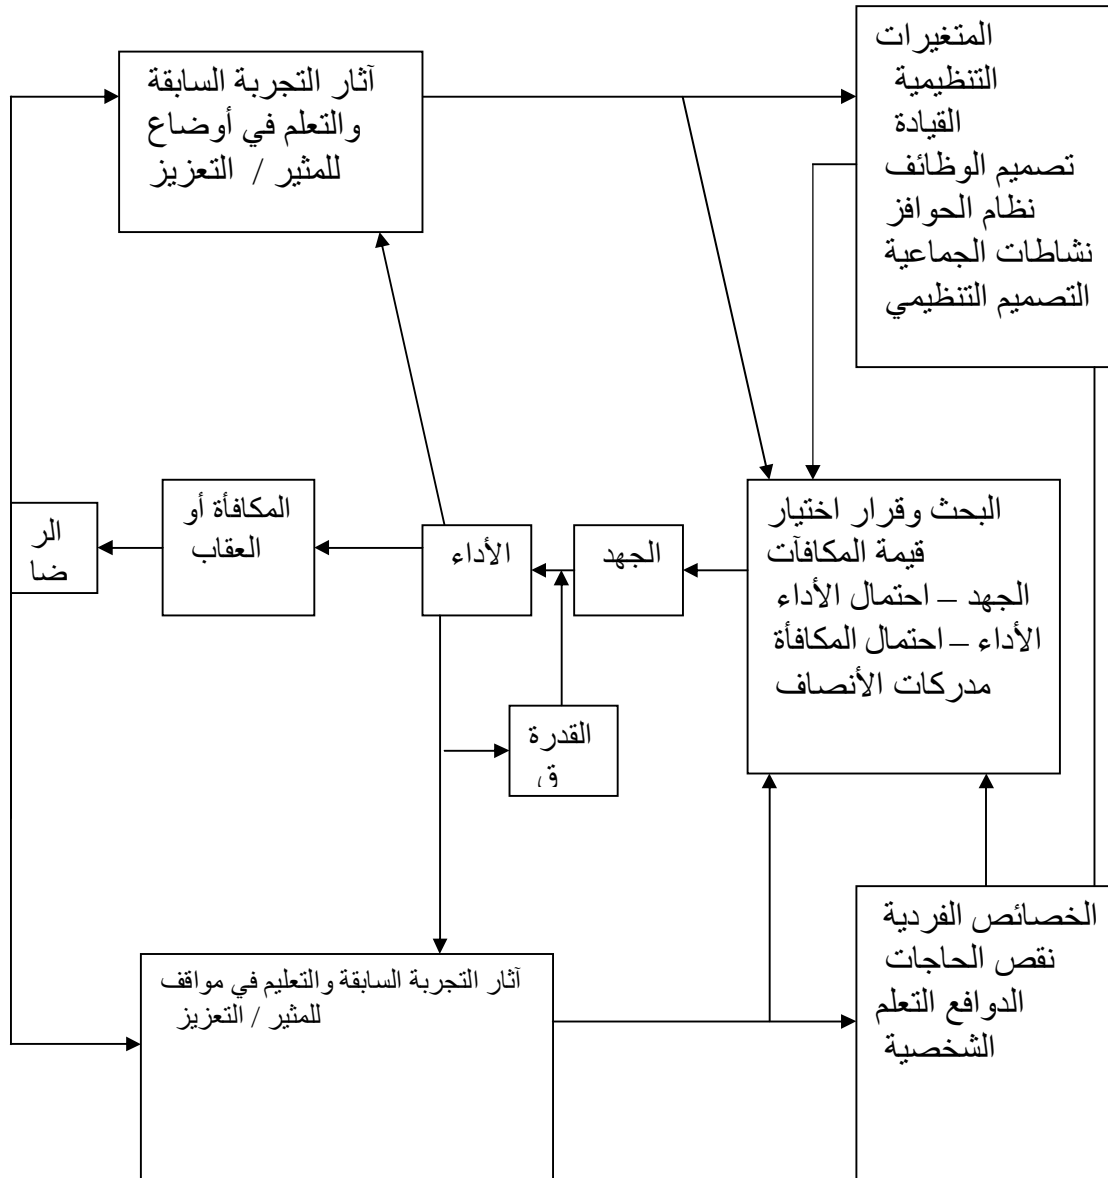 المتغيرات
التنظيمية
القيادة
تصميم الوظائف
نظام الحوافز
نشاطات الجماعية
التصميم التنظيمي
آثار التجربة السابقة
والتعلم في أوضاع
للمثير / التعزيز
البحث وقرار اختيار
قيمة المكافآت
الجهد – احتمال الأداء
الأداء – احتمال المكافأة
مدركات الأنصاف
الجهد
الأداء
المكافأة أو
العقاب
الر
ضا
القدرة
ق
الخصائص الفردية
نقص الحاجات
الدوافع التعلم
الشخصية
آثار التجربة السابقة والتعليم في مواقف
للمثير / التعزيز